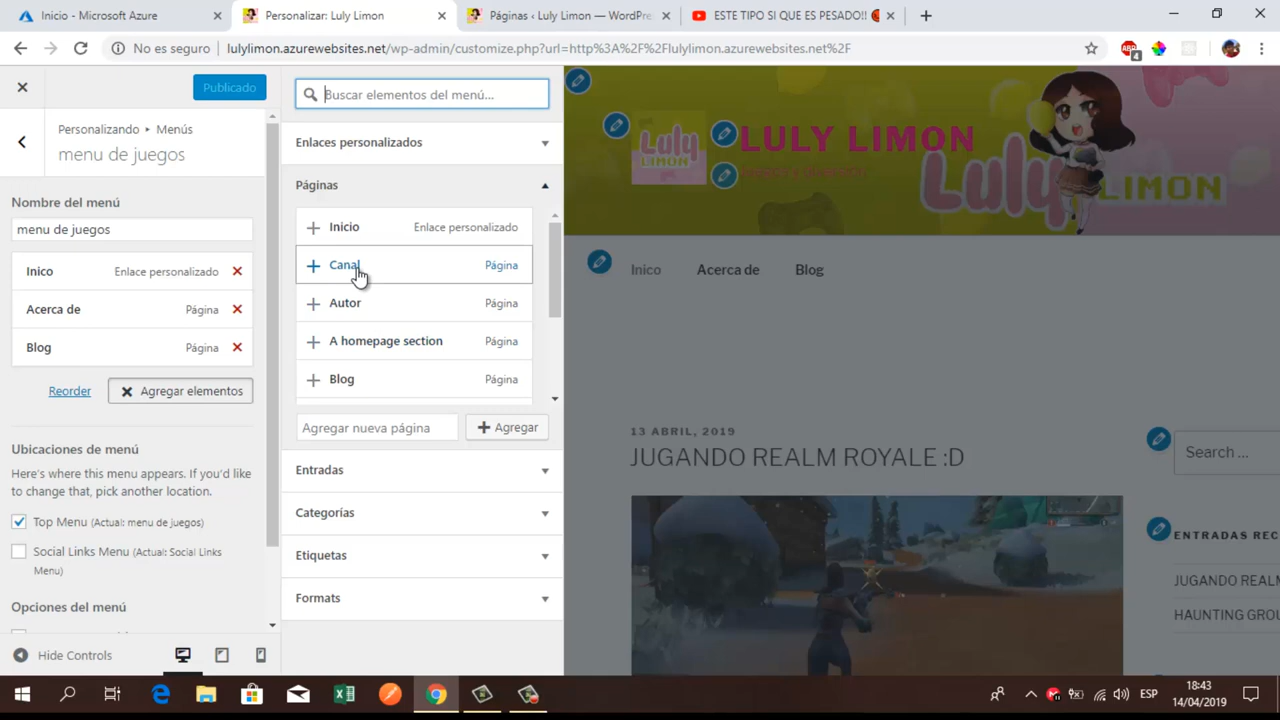 Inicio - Microsoft Azure
Personalizar: Luly Limon
Páginas ‹ Luly Limon — WordPre
ESTE TIPO SI QUE ES PESADO!!
No es seguro
lulylimon.azurewebsites.net/wp-admin/customize.php?url=http%3A%2F%2Flulylimon.azurewebsites.net%2F
4
Publicado
Personalizando ▸ Menús
menu de juegos
Nombre del menú
menu de juegos
Inico Enlace personalizado
Acerca de Página
Blog Página
Reorder
Agregar elementos
Ubicaciones de menú
Here's where this menu appears. If you'd like
to change that, pick another location.
Top Menu (Actual: menu de juegos)
Social Links Menu (Actual: Social Links
Menu)
Opciones del menú
Hide Controls
Buscar elementos del menú...
Enlaces personalizados
Páginas
Inicio Enlace personalizado
Canal Página
Autor Página
A homepage section Página
Blog Página
Agregar nueva página
Agregar
Entradas
Categorías
Etiquetas
Formats
LULY
LIMON
LULY LIMON
Luly
LIMON
Inico
Acerca de
Blog
13 ABRIL, 2019
JUGANDO REALM ROYALE :D
Search ...
ENTRADAS REC
JUGANDO REALM
HAUNTING GROU
ESP
18:43
14/04/2019